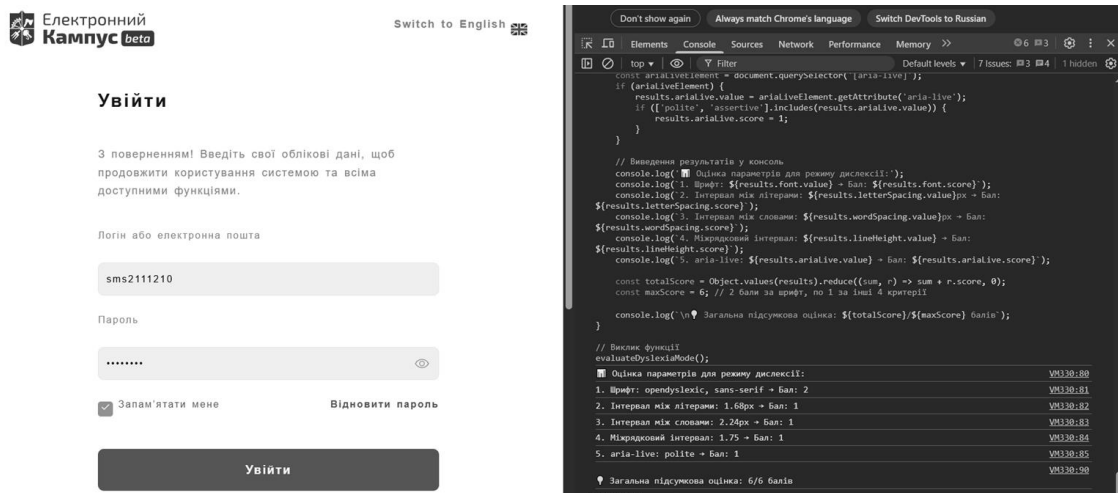 Електронний
Кампус beta
Switch to English
Увійти
З поверненням! Введіть свої облікові дані, щоб
продовжити користування системою та всіма
доступними функціями.
Логін або електронна пошта
sms2111210
Пароль
••••••••
Запам'ятати мене
Відновити пароль
Увійти
Don't show again
Always match Chrome's language
Switch DevTools to Russian
Elements Console Sources Network Performance Memory
6 3
top
Filter
Default levels 7 Issues: 3 4 1 hidden
const ariaLiveElement = document.querySelector('[aria-live]');
if (ariaLiveElement) {
results.ariaLive.value = ariaLiveElement.getAttribute('aria-live');
if (['polite', 'assertive'].includes(results.ariaLive.value)) {
results.ariaLive.score = 1;
}
}
// Виведення результатів у консоль
console.log('📊 Оцінка параметрів для режиму дислексії:');
console.log(`1. Шрифт: ${results.font.value} → Бал: ${results.font.score}`);
console.log(`2. Інтервал між літерами: ${results.letterSpacing.value}px → Бал:
${results.letterSpacing.score}`);
console.log(`3. Інтервал між словами: ${results.wordSpacing.value}px → Бал:
${results.wordSpacing.score}`);
console.log(`4. Міжрядковий інтервал: ${results.lineHeight.value} → Бал:
${results.lineHeight.score}`);
console.log(`5. aria-live: ${results.ariaLive.value} → Бал: ${results.ariaLive.score}`);
const totalScore = Object.values(results).reduce((sum, r) => sum + r.score, 0);
const maxScore = 6; // 2 бали за шрифт, по 1 за інші 4 критерії
console.log(`\n💡 Загальна підсумкова оцінка: ${totalScore}/${maxScore} балів`);
}
// Виклик функції
evaluateDyslexiaMode();
📊 Оцінка параметрів для режиму дислексії: VM330:80
1. Шрифт: opendyslexic, sans-serif → Бал: 2 VM330:81
2. Інтервал між літерами: 1.68px → Бал: 1 VM330:82
3. Інтервал між словами: 2.24px → Бал: 1 VM330:83
4. Міжрядковий інтервал: 1.75 → Бал: 1 VM330:84
5. aria-live: polite → Бал: 1 VM330:85
VM330:90
💡 Загальна підсумкова оцінка: 6/6 балів